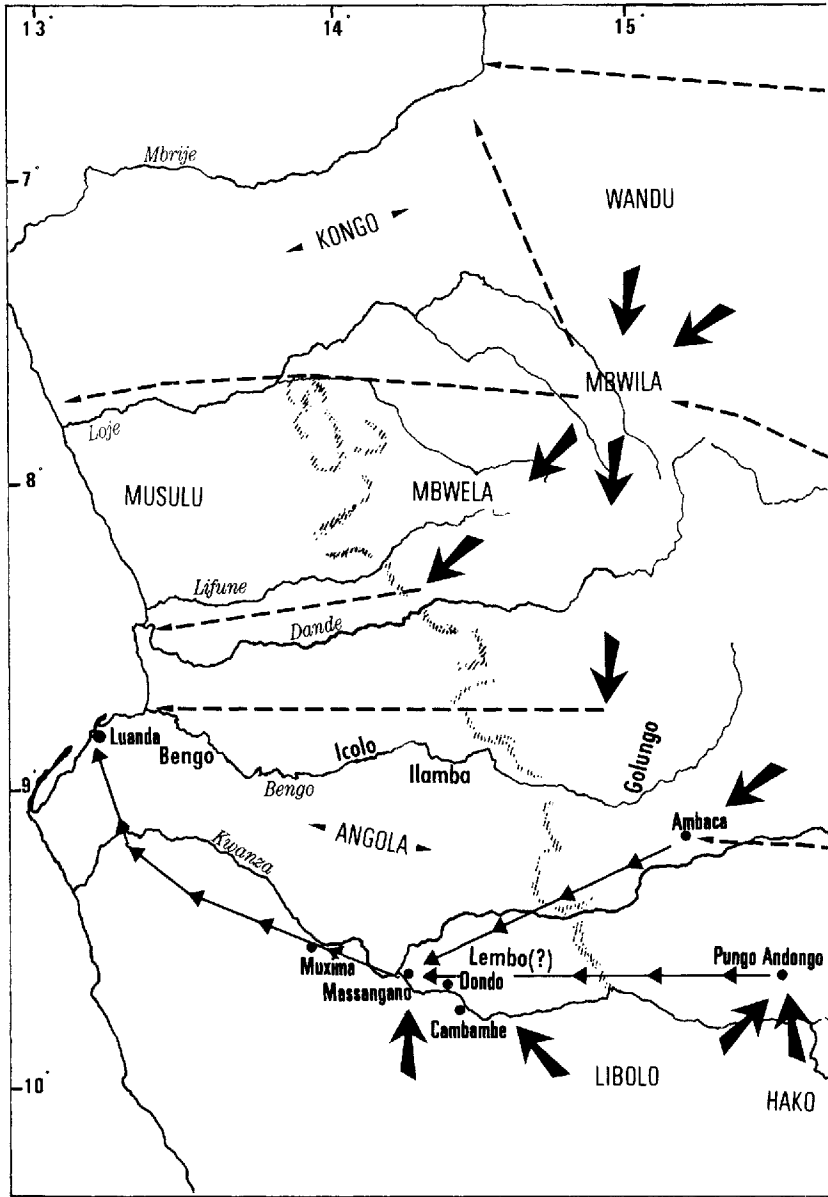 13° 14° 15°
Mbrije
7°
WANDU
KONGO
MBWILA
Loje
8°
MUSULU
MBWELA
Lifune
Dande
Luanda
Bengo
Icolo
Golungo
Ilamba
Bengo
9°
Ambaca
ANGOLA
Kwanza
Lembo(?)
Pungo Andongo
Muxima
Dondo
Massangano
Cambambe
LIBOLO
10°
HAKO